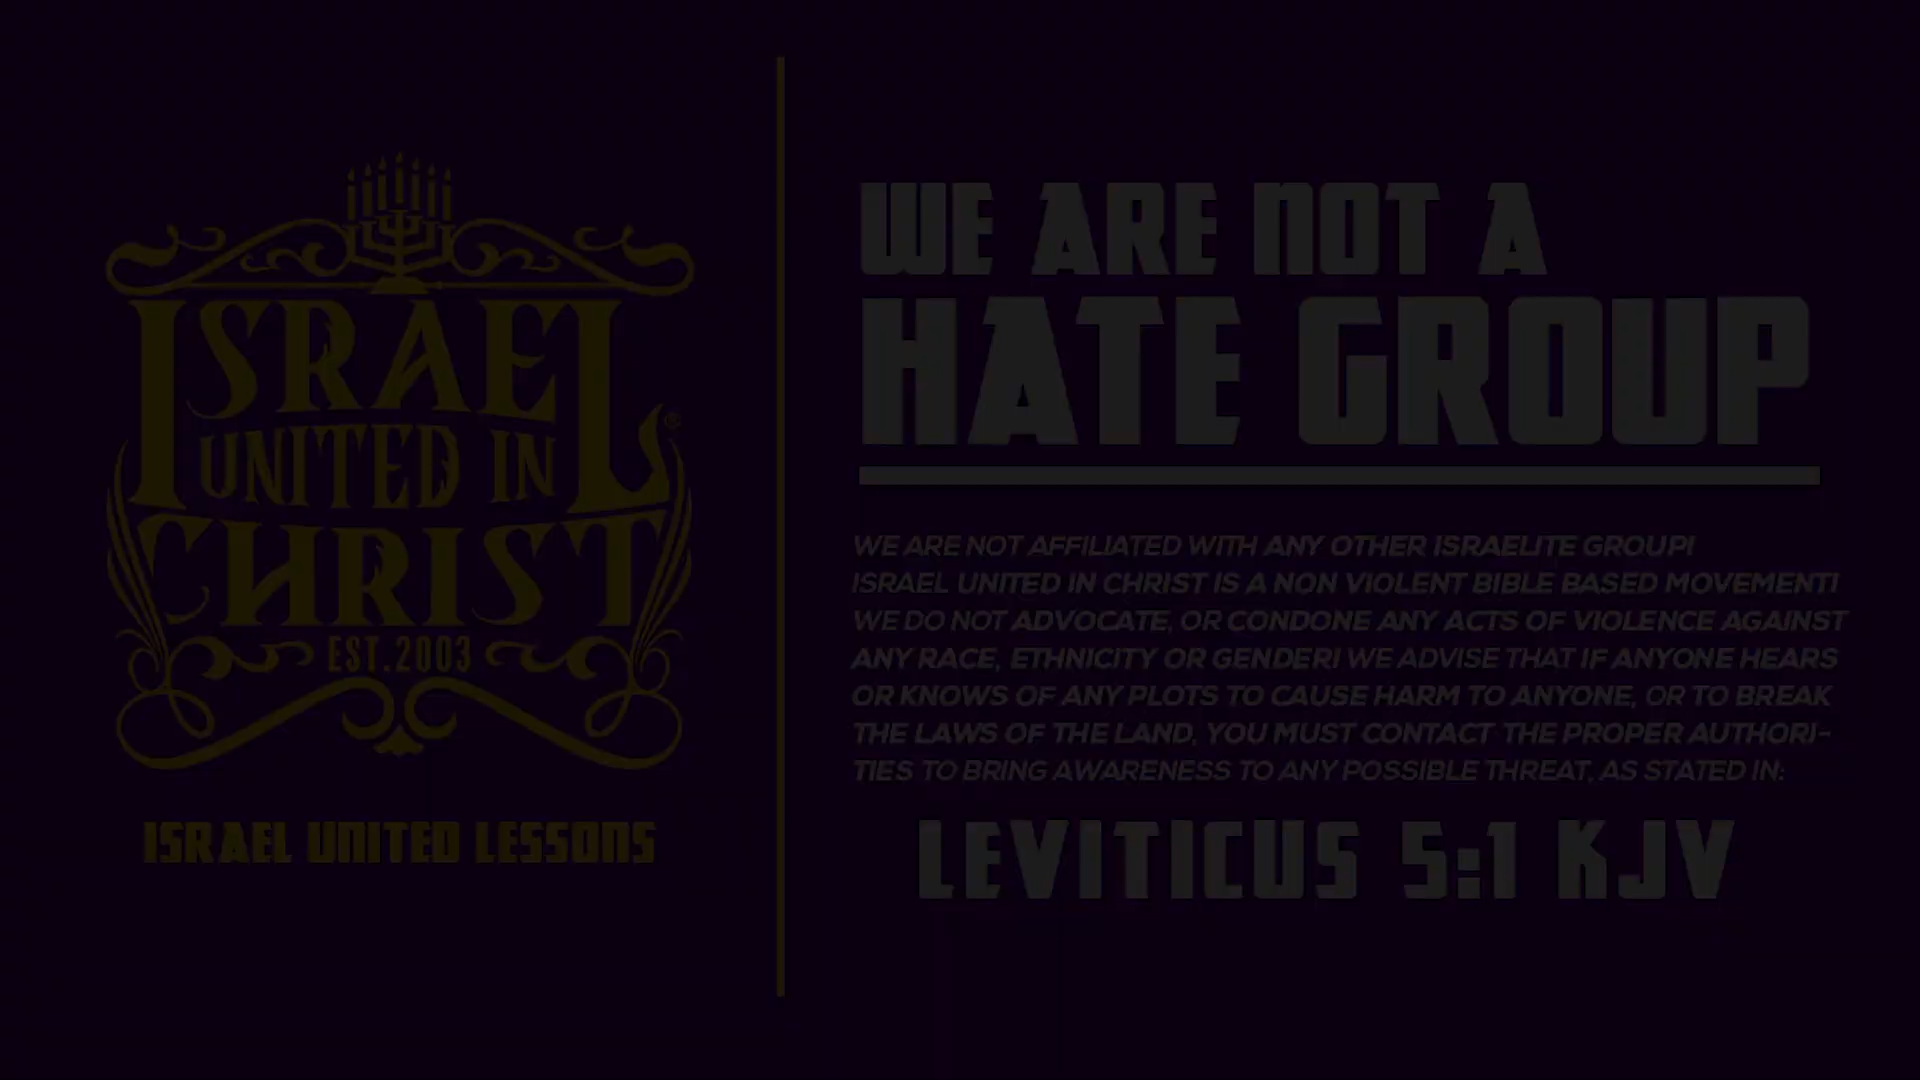 ISRAEL
UNITED IN
CHRIST
®
EST.2003
ISRAEL UNITED LESSONS
WE ARE NOT A
HATE GROUP
WE ARE NOT AFFILIATED WITH ANY OTHER ISRAELITE GROUP!
ISRAEL UNITED IN CHRIST IS A NON VIOLENT BIBLE BASED MOVEMENT!
WE DO NOT ADVOCATE, OR CONDONE ANY ACTS OF VIOLENCE AGAINST
ANY RACE, ETHNICITY OR GENDER! WE ADVISE THAT IF ANYONE HEARS
OR KNOWS OF ANY PLOTS TO CAUSE HARM TO ANYONE, OR TO BREAK
THE LAWS OF THE LAND, YOU MUST CONTACT THE PROPER AUTHORI-
TIES TO BRING AWARENESS TO ANY POSSIBLE THREAT, AS STATED IN:
LEVITICUS 5:1 KJV